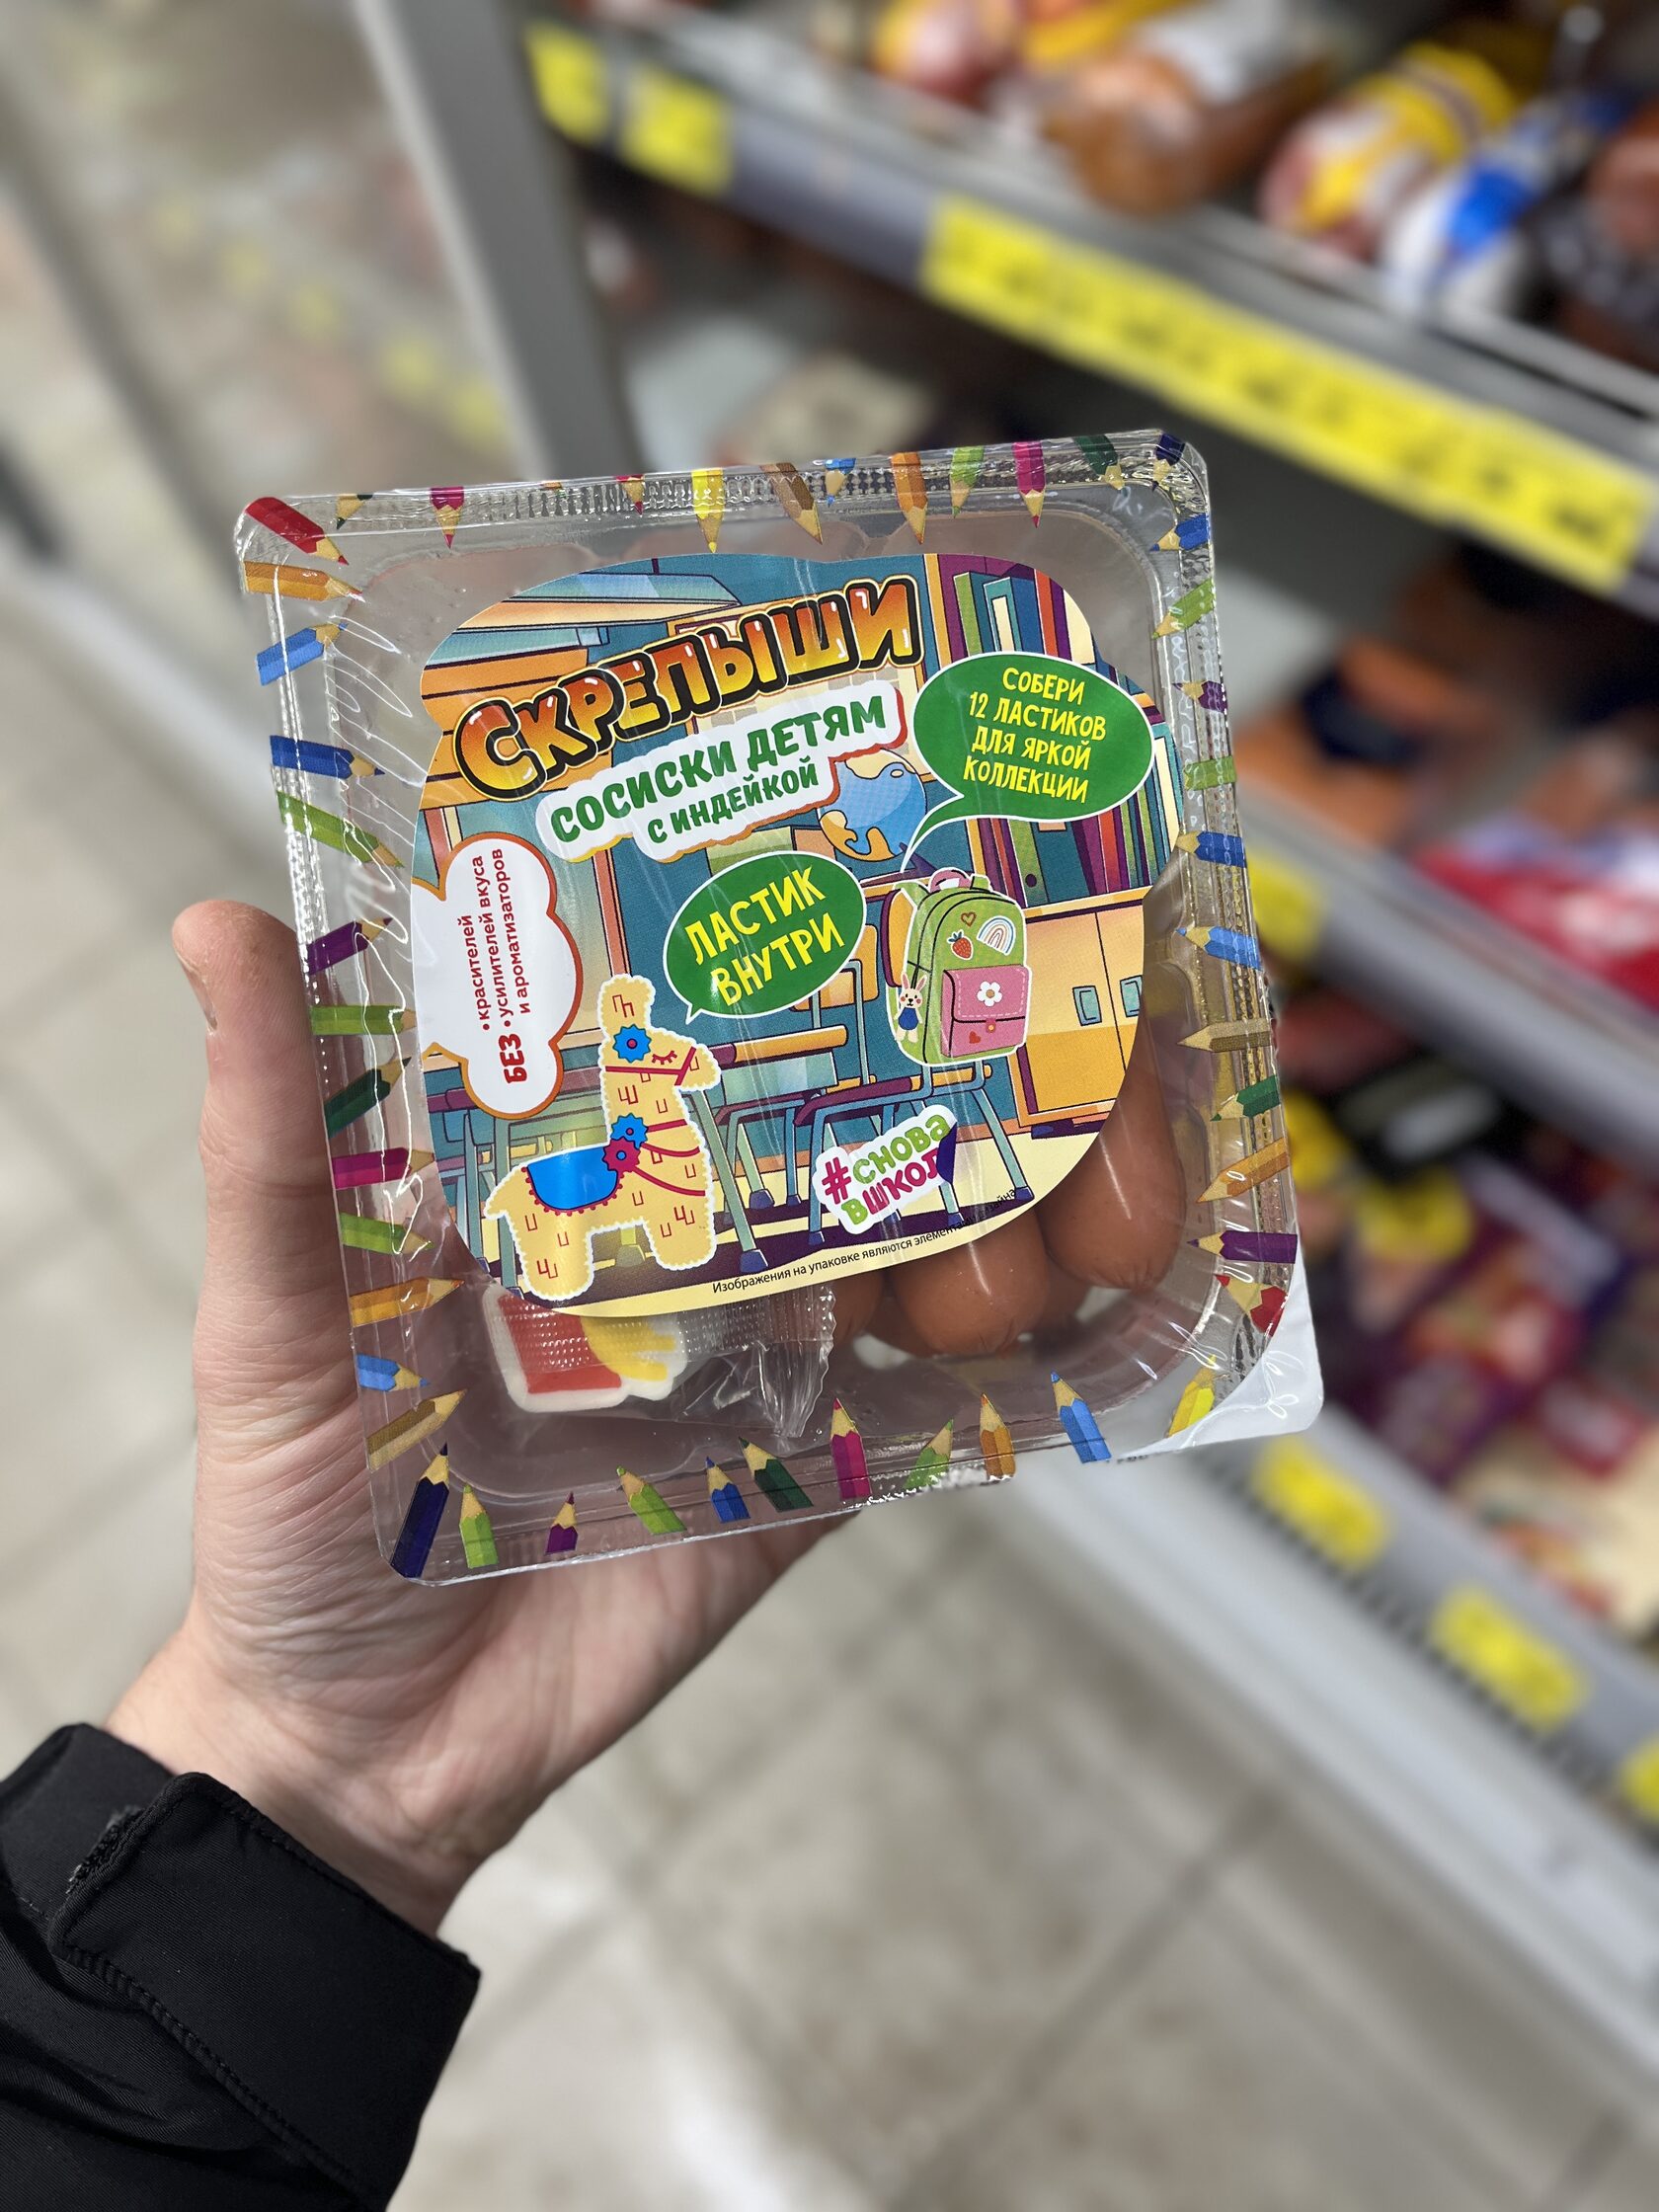 СКРЕПЫШИ
СОСИСКИ ДЕТЯМ
С ИНДЕЙКОЙ
СОБЕРИ
12 ЛАСТИКОВ
ДЛЯ ЯРКОЙ
КОЛЛЕКЦИИ
ЛАСТИК
ВНУТРИ
БЕЗ
• красителей
• усилителей вкуса
и ароматизаторов
#СНОВА
ВШКОЛ
Изображения на упаковке являются